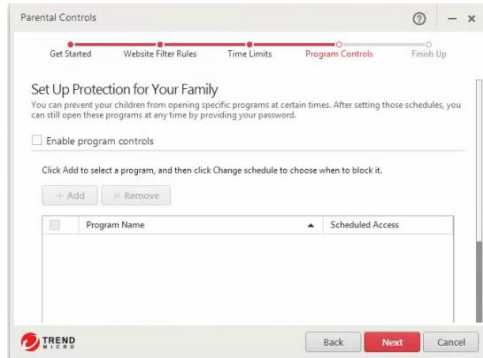 Parental Controls
Get Started Website Filter Rules Time Limits Program Controls Finish Up
Set Up Protection for Your Family
You can prevent your children from opening specific programs at certain times. After setting those schedules, you
can still open these programs at any time by providing your password.
Enable program controls
Click Add to select a program, and then click Change schedule to choose when to block it.
+ Add × Remove
Program Name Scheduled Access
TREND MICRO Back Next Cancel